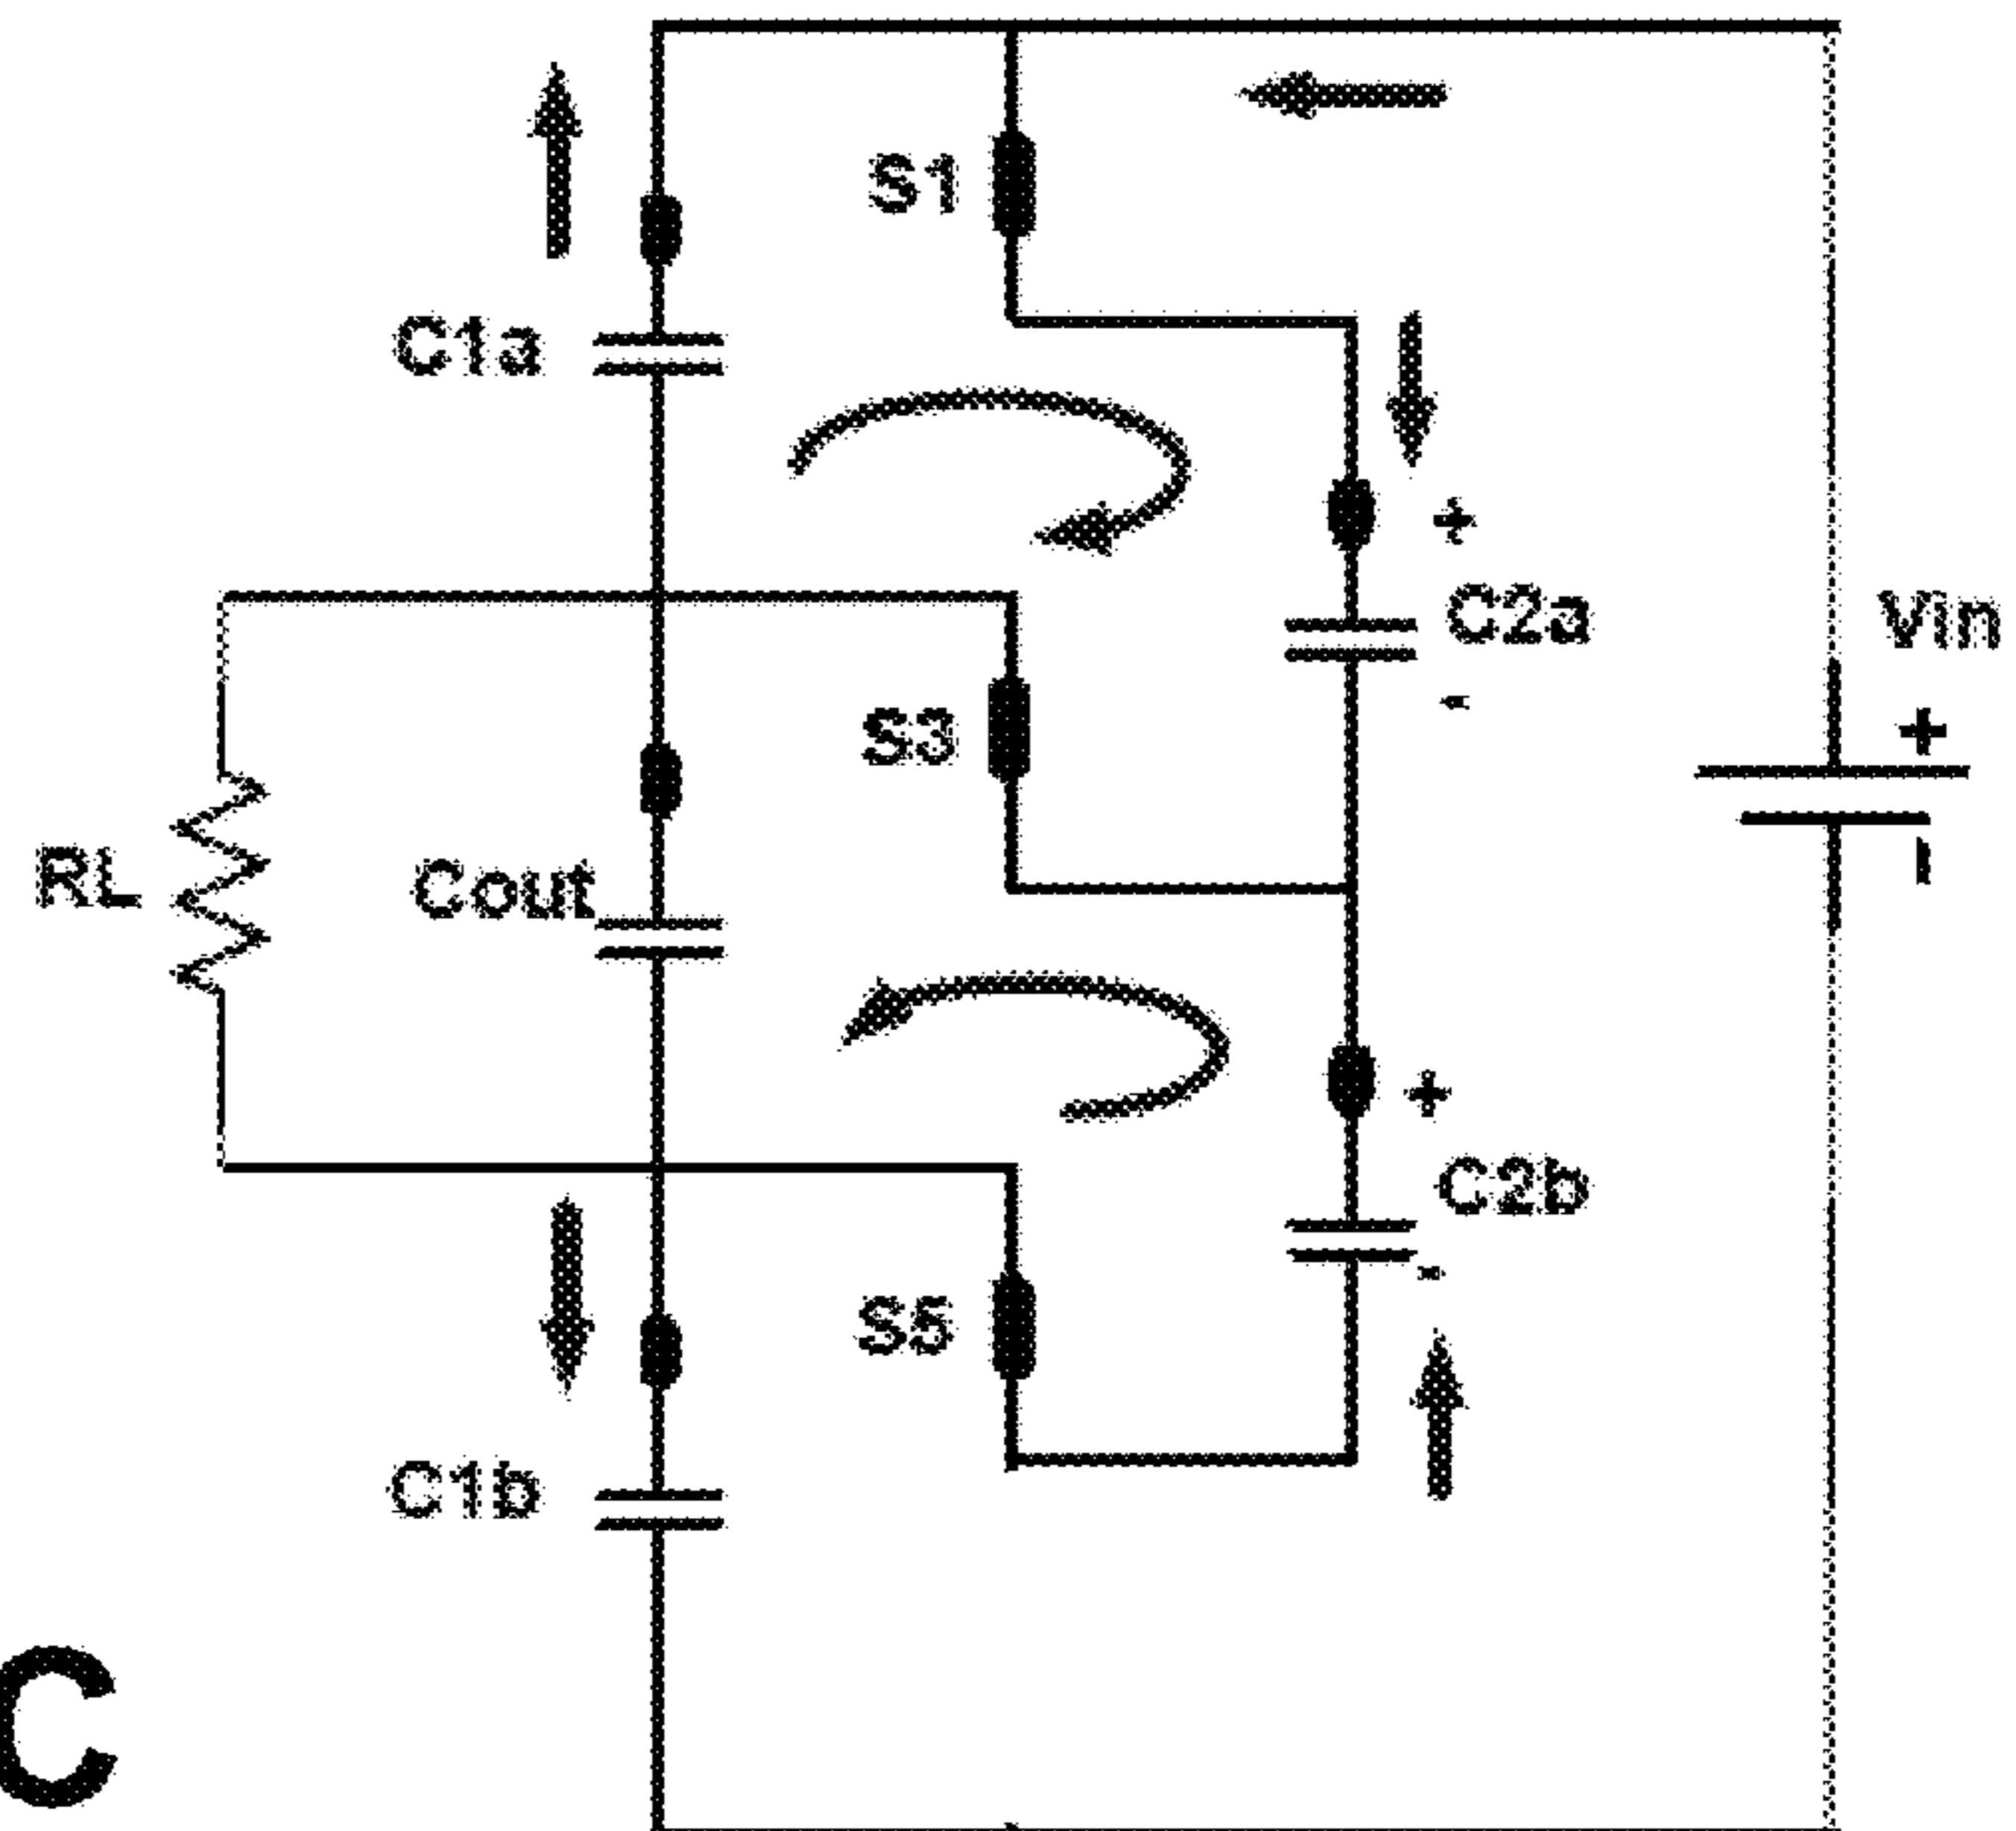 S1
C1a
+
C2a
-
Vin
+
-
S3
RL
Cout
+
C2b
-
S5
C1b
C